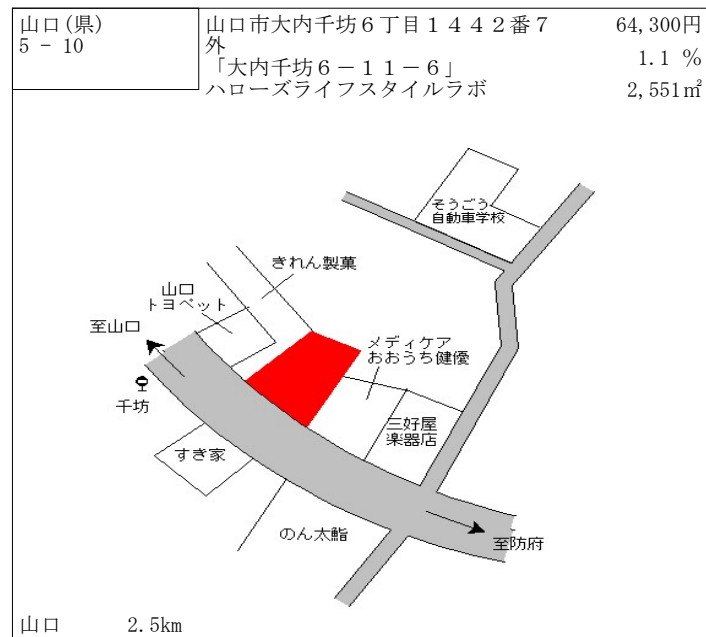 山口(県)
5 - 10
山口市大内千坊６丁目１４４２番７
外
「大内千坊６－１１－６」
ハローズライフスタイルラボ
64,300円
1.1 %
2,551㎡
そうごう
自動車学校
きれん製菓
山口
トヨペット
至山口
メディケア
おおうち健優
千坊
三好屋
楽器店
すき家
のん太鮨
至防府
山口 2.5km